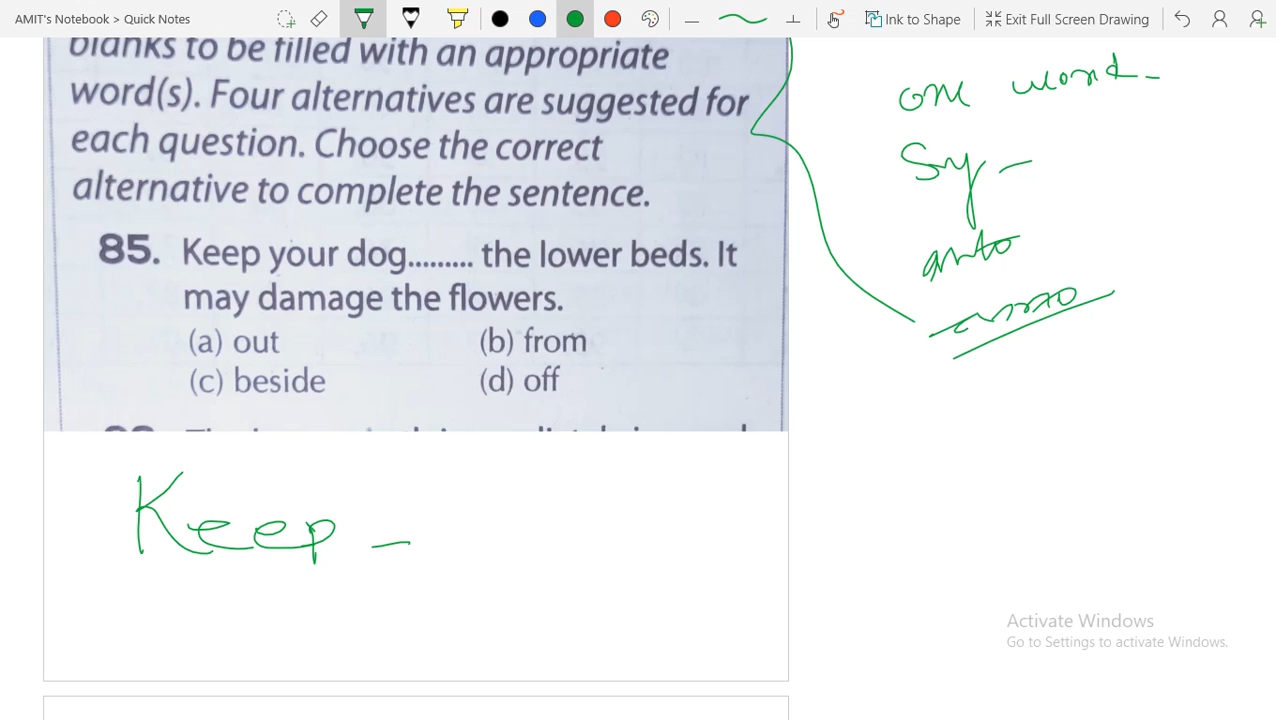 AMIT's Notebook > Quick Notes
Ink to Shape
Exit Full Screen Drawing
blanks to be filled with an appropriate
word(s). Four alternatives are suggested for
each question. Choose the correct
alternative to complete the sentence.
85. Keep your dog......... the lower beds. It
may damage the flowers.
(a) out (b) from
(c) beside (d) off
Keep -
one word -
Sy -
anto
Activate Windows
Go to Settings to activate Windows.